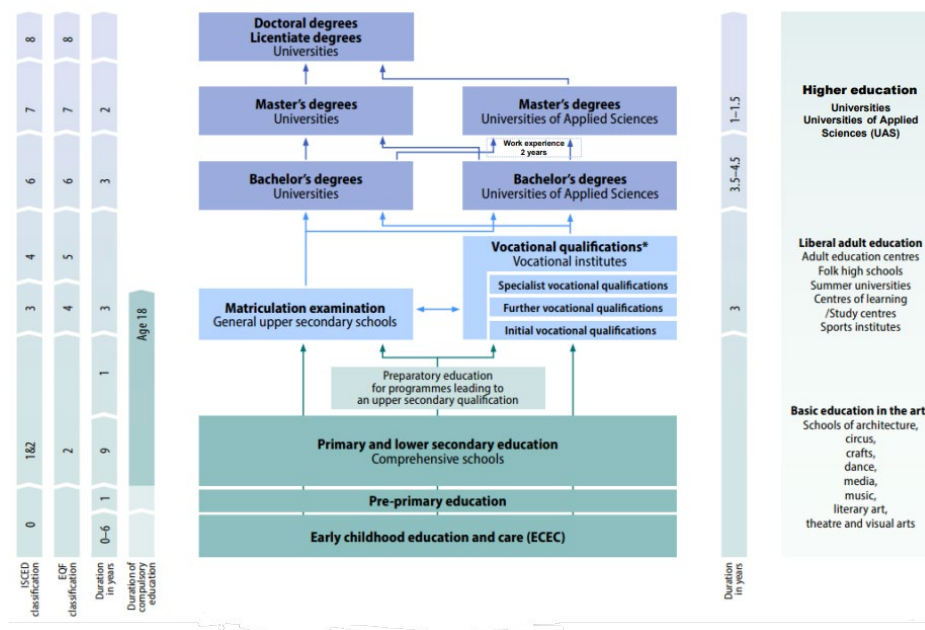 Doctoral degrees
Licentiate degrees
Universities
Master's degrees
Universities
Master's degrees
Universities of Applied Sciences
Work experience
2 years
Bachelor's degrees
Universities
Bachelor's degrees
Universities of Applied Sciences
Vocational qualifications*
Vocational institutes
Specialist vocational qualifications
Further vocational qualifications
Initial vocational qualifications
Matriculation examination
General upper secondary schools
Preparatory education
for programmes leading to
an upper secondary qualification
Primary and lower secondary education
Comprehensive schools
Pre-primary education
Early childhood education and care (ECEC)
8
7
6
4
3
1&2
0
ISCED
classification
8
7
6
5
4
2
EQF
classification
2
3
3
1
9
1
0–6
Duration
in years
Age 18
Duration of
compulsory
education
1–1.5
3.5–4.5
3
Duration
in years
Higher education
Universities
Universities of Applied
Sciences (UAS)
Liberal adult education
Adult education centres
Folk high schools
Summer universities
Centres of learning
/Study centres
Sports institutes
Basic education in the art
Schools of architecture,
circus,
crafts,
dance,
media,
music,
literary art,
theatre and visual arts